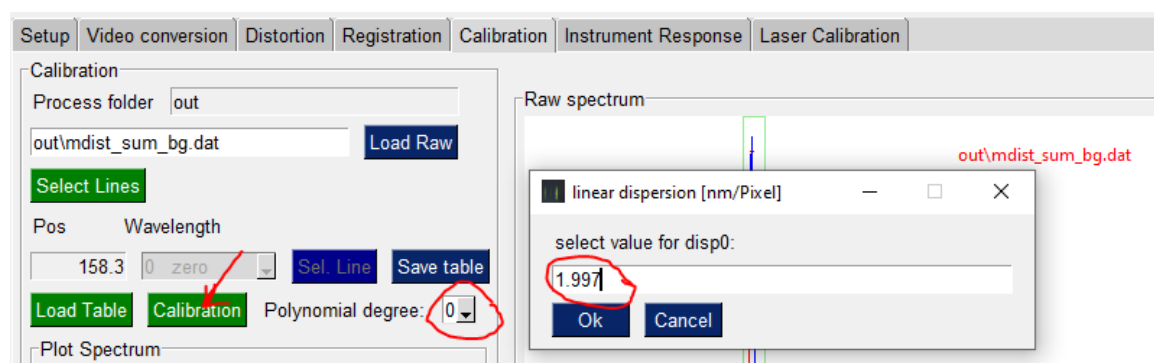 Setup Video conversion Distortion Registration Calibration Instrument Response Laser Calibration
Calibration
Process folder out
out\mdist_sum_bg.dat Load Raw
Select Lines
Pos Wavelength
158.3 0 zero Sel. Line Save table
Load Table Calibration Polynomial degree: 0
Plot Spectrum
Raw spectrum
out\mdist_sum_bg.dat
linear dispersion [nm/Pixel]
select value for disp0:
1.997
Ok Cancel